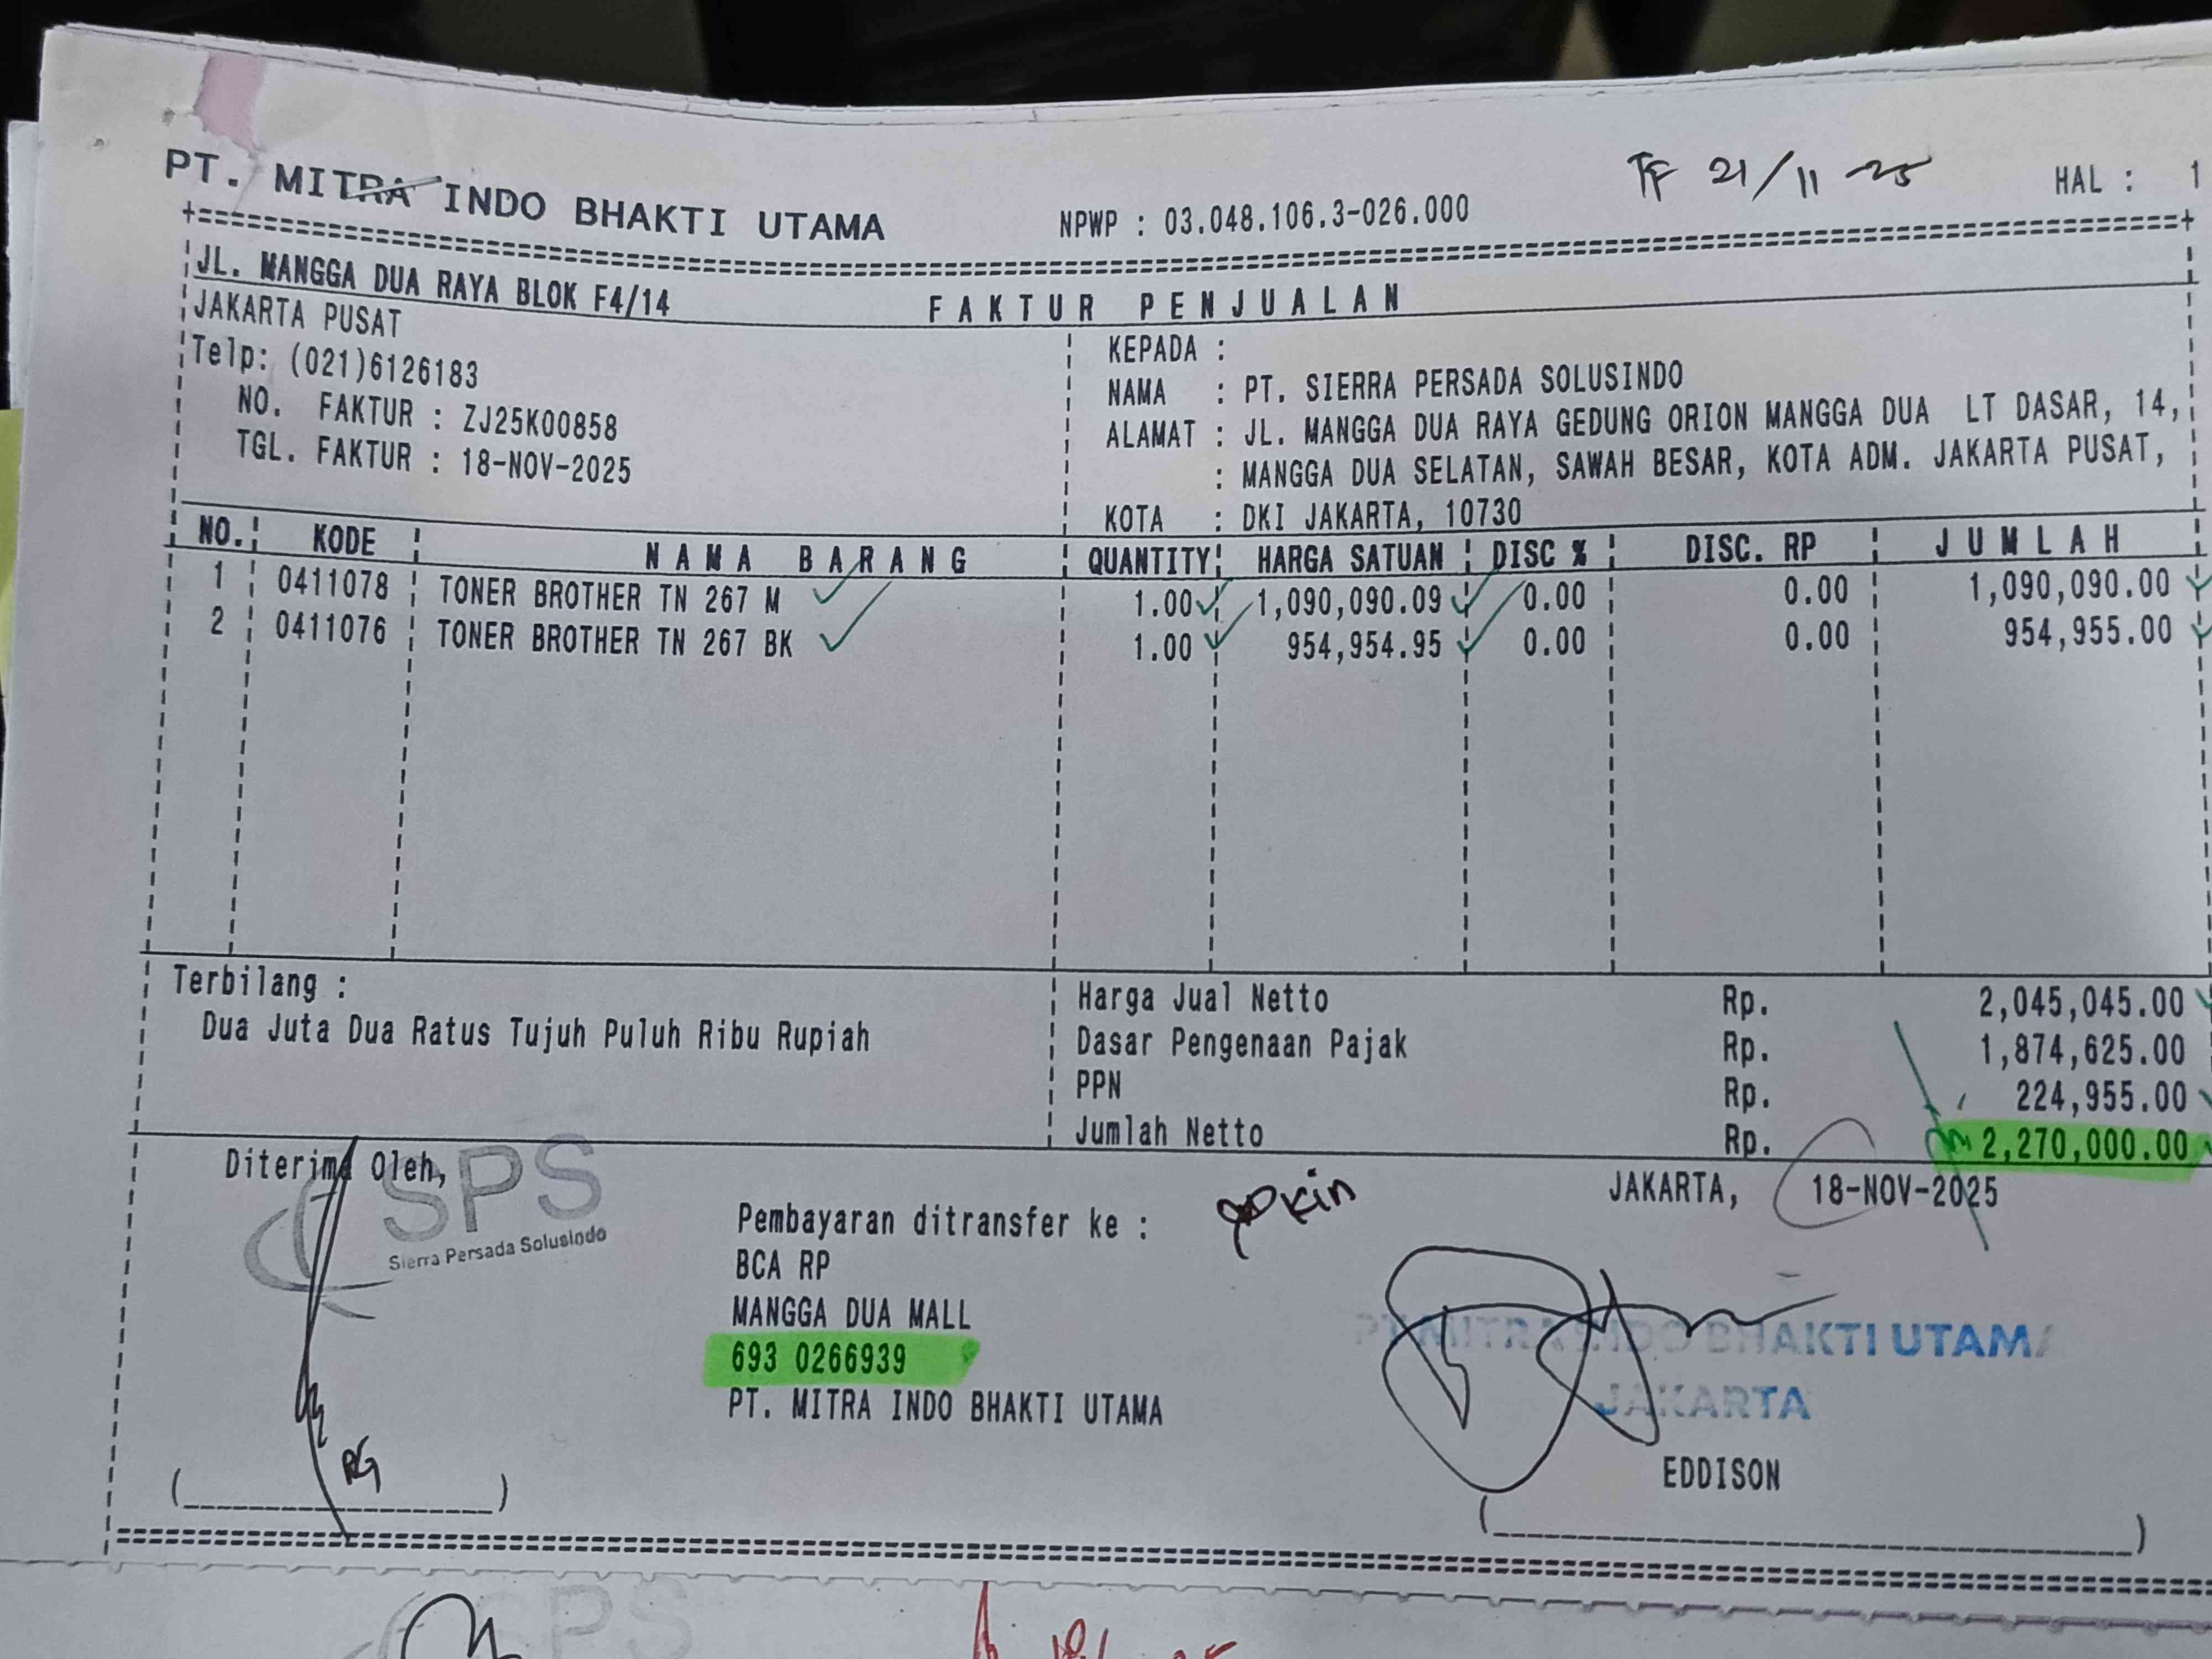 TF 21/11-25
PT. MITRA INDO BHAKTI UTAMA NPWP : 03.048.106.3-026.000 HAL : 1
JL. MANGGA DUA RAYA BLOK F4/14 FAKTUR PENJUALAN
JAKARTA PUSAT
Telp: (021)6126183
NO. FAKTUR : ZJ25K00858
TGL. FAKTUR : 18-NOV-2025
KEPADA :
NAMA : PT. SIERRA PERSADA SOLUSINDO
ALAMAT : JL. MANGGA DUA RAYA GEDUNG ORION MANGGA DUA LT DASAR, 14,
: MANGGA DUA SELATAN, SAWAH BESAR, KOTA ADM. JAKARTA PUSAT,
KOTA : DKI JAKARTA, 10730
NO. KODE NAMA BARANG QUANTITY HARGA SATUAN DISC % DISC. RP JUMLAH
1 0411078 TONER BROTHER TN 267 M 1.00 1,090,090.09 0.00 0.00 1,090,090.00
2 0411076 TONER BROTHER TN 267 BK 1.00 954,954.95 0.00 0.00 954,955.00
Terbilang :
Dua Juta Dua Ratus Tujuh Puluh Ribu Rupiah
Harga Jual Netto Rp. 2,045,045.00
Dasar Pengenaan Pajak Rp. 1,874,625.00
PPN Rp. 224,955.00
Jumlah Netto Rp. 2,270,000.00
Diterima Oleh,
SPS
Sierra Persada Solusindo
RG
Pembayaran ditransfer ke :
BCA RP
MANGGA DUA MALL
693 0266939
PT. MITRA INDO BHAKTI UTAMA
JAKARTA, 18-NOV-2025
PT MITRA INDO BHAKTI UTAMA
JAKARTA
EDDISON
SPS